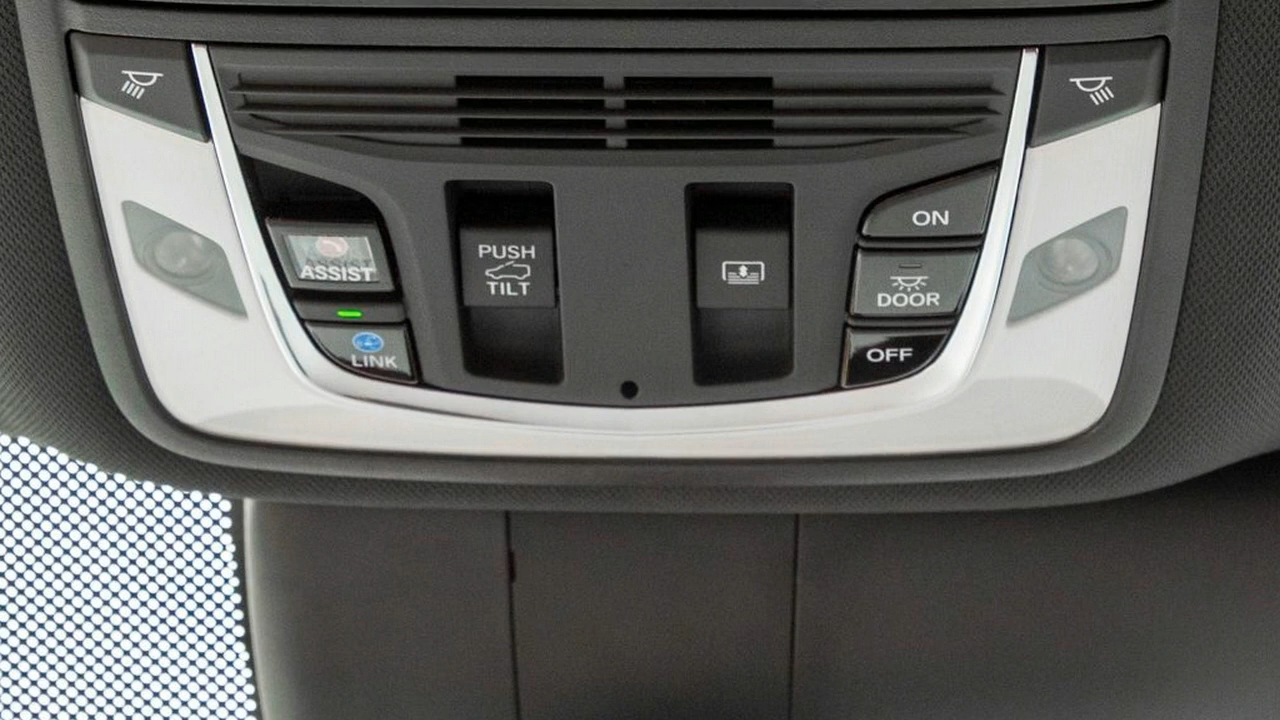 ASSIST
LINK
PUSH
TILT
ON
DOOR
OFF